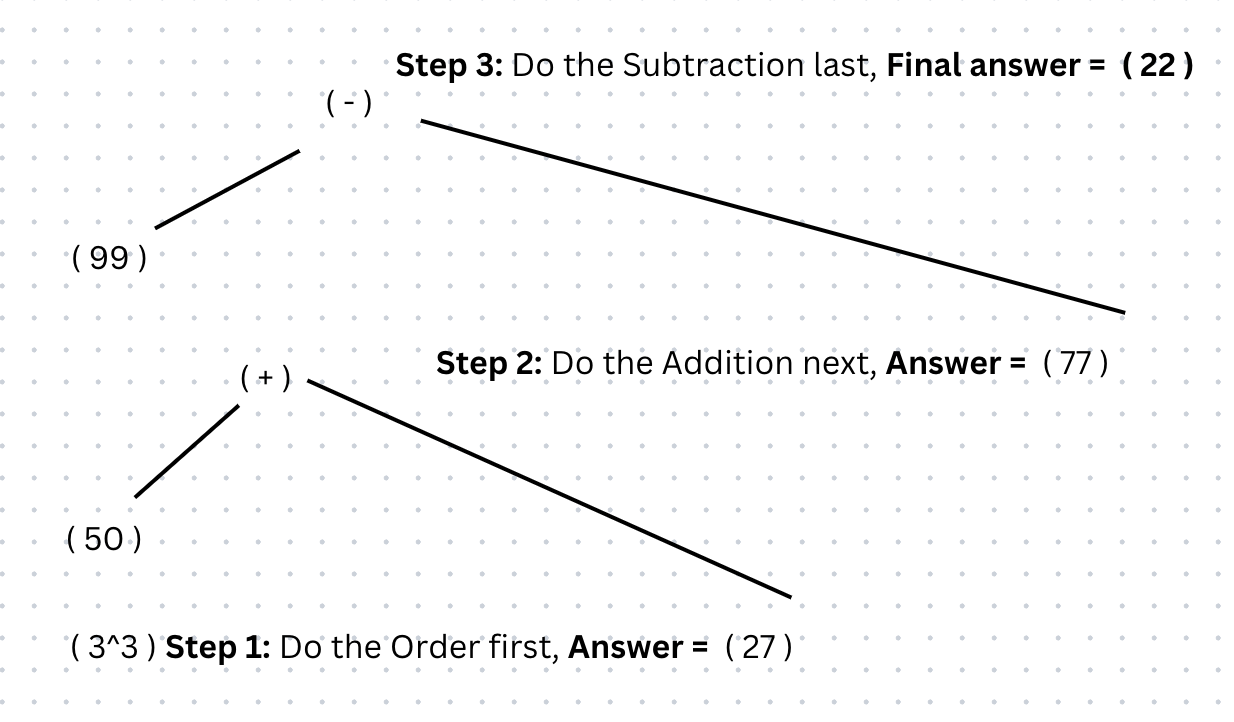 Step 3: Do the Subtraction last, Final answer = ( 22 )
( - )
( 99 )
Step 2: Do the Addition next, Answer = ( 77 )
( + )
( 50 )
( 3^3 ) Step 1: Do the Order first, Answer = ( 27 )